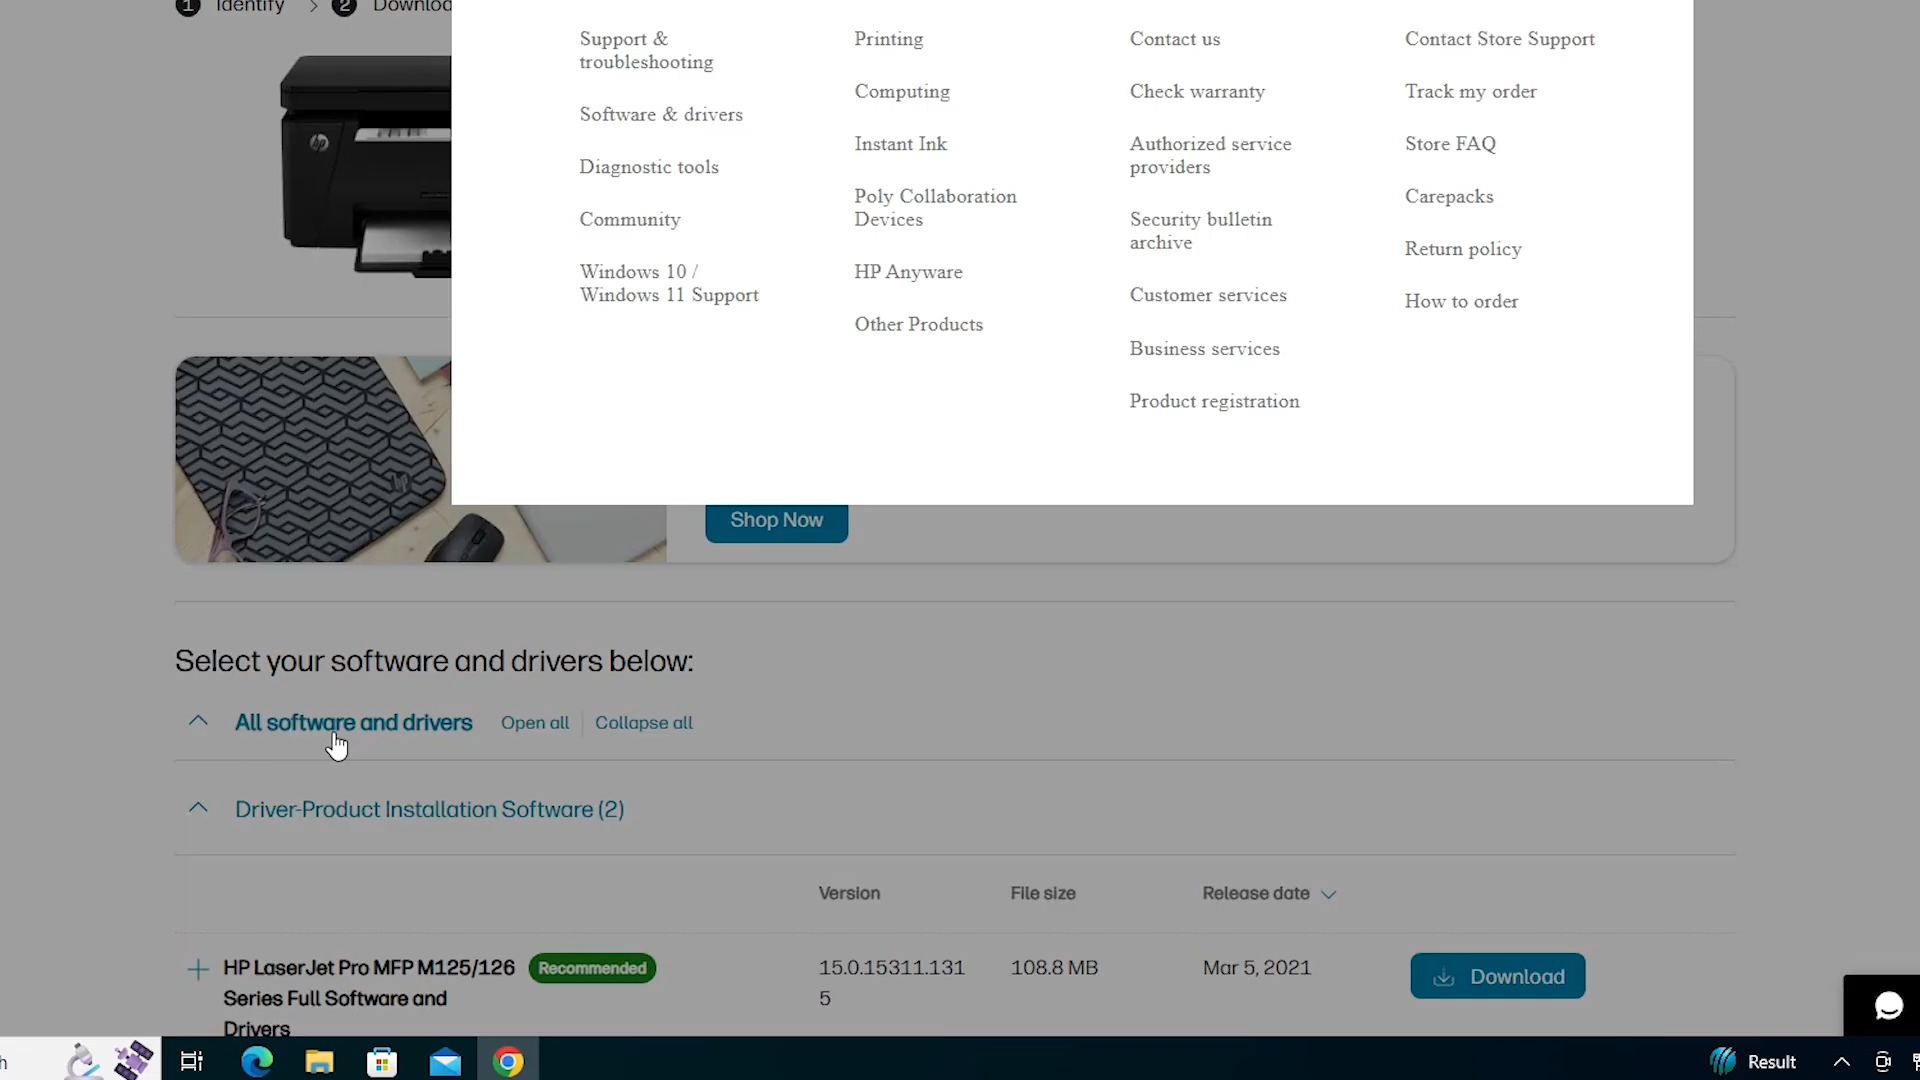 1 Identify > 2 Downloa
Support &
troubleshooting
Software & drivers
Diagnostic tools
Community
Windows 10 /
Windows 11 Support
Printing
Computing
Instant Ink
Poly Collaboration
Devices
HP Anyware
Other Products
Contact us
Check warranty
Authorized service
providers
Security bulletin
archive
Customer services
Business services
Product registration
Contact Store Support
Track my order
Store FAQ
Carepacks
Return policy
How to order
Shop Now
Select your software and drivers below:
All software and drivers Open all Collapse all
Driver-Product Installation Software (2)
Version File size Release date
HP LaserJet Pro MFP M125/126 Recommended 15.0.15311.131 108.8 MB Mar 5, 2021 Download
Series Full Software and 5
Drivers
h Result